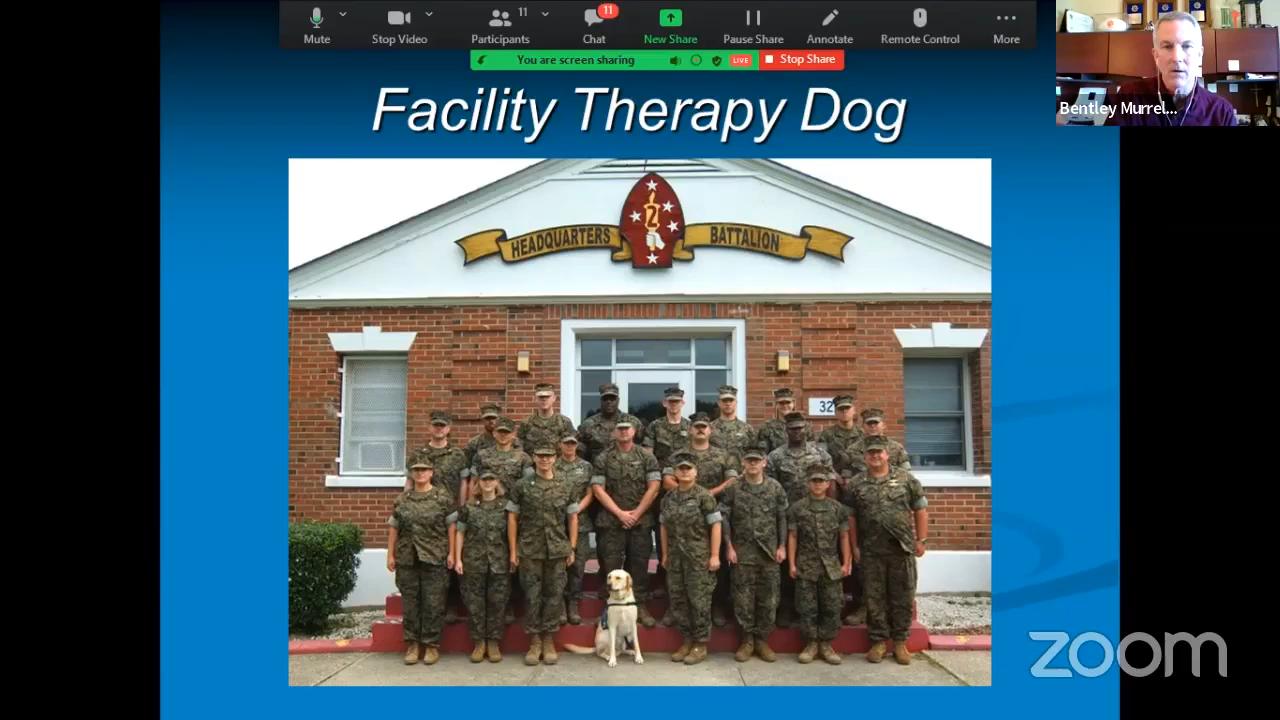 11
11
Mute
Stop Video
Participants
Chat
New Share
Pause Share
Annotate
Remote Control
More
You are screen sharing
LIVE
Stop Share
Bentley Murrel...
Facility Therapy Dog
2
HEADQUARTERS BATTALION
32
zoom